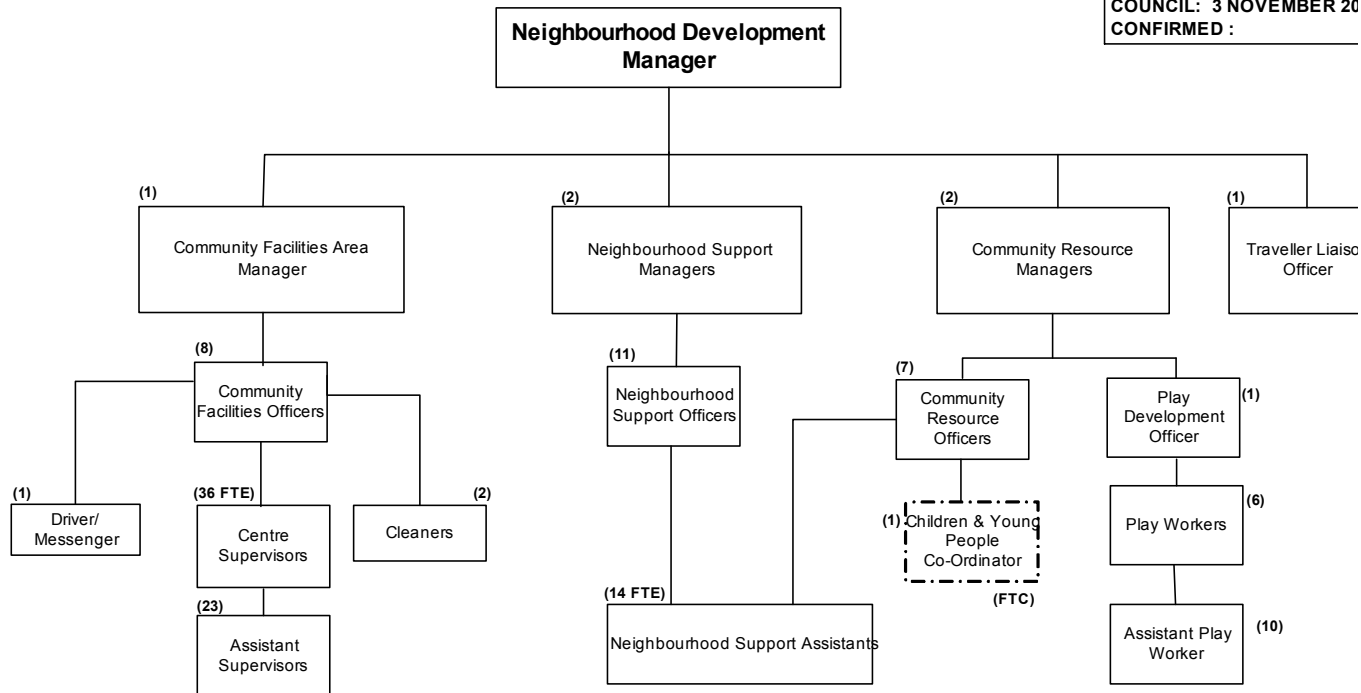 COUNCIL: 3 NOVEMBER 20
CONFIRMED :
Neighbourhood Development
Manager
(1)
Community Facilities Area
Manager
(2)
Neighbourhood Support
Managers
(2)
Community Resource
Managers
(1)
Traveller Liaiso
Officer
(8)
Community
Facilities Officers
(11)
Neighbourhood
Support Officers
(7)
Community
Resource
Officers
Play
Development
Officer
(1)
(1)
Driver/
Messenger
(36 FTE)
Centre
Supervisors
(2)
Cleaners
(1)
Children & Young
People
Co-Ordinator
(FTC)
Play Workers
(6)
(23)
Assistant
Supervisors
(14 FTE)
Neighbourhood Support Assistants
Assistant Play
Worker
(10)